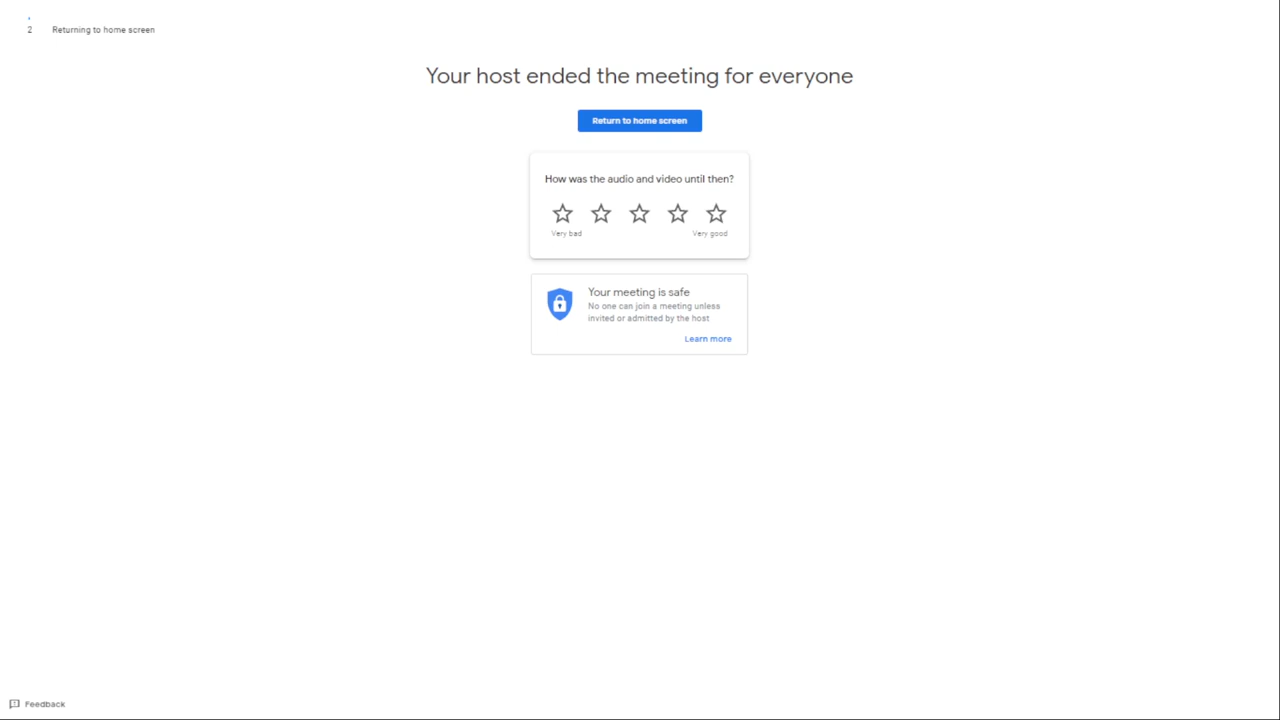 2 Returning to home screen
Your host ended the meeting for everyone
Return to home screen
How was the audio and video until then?
Very bad Very good
Your meeting is safe
No one can join a meeting unless
invited or admitted by the host
Learn more
Feedback